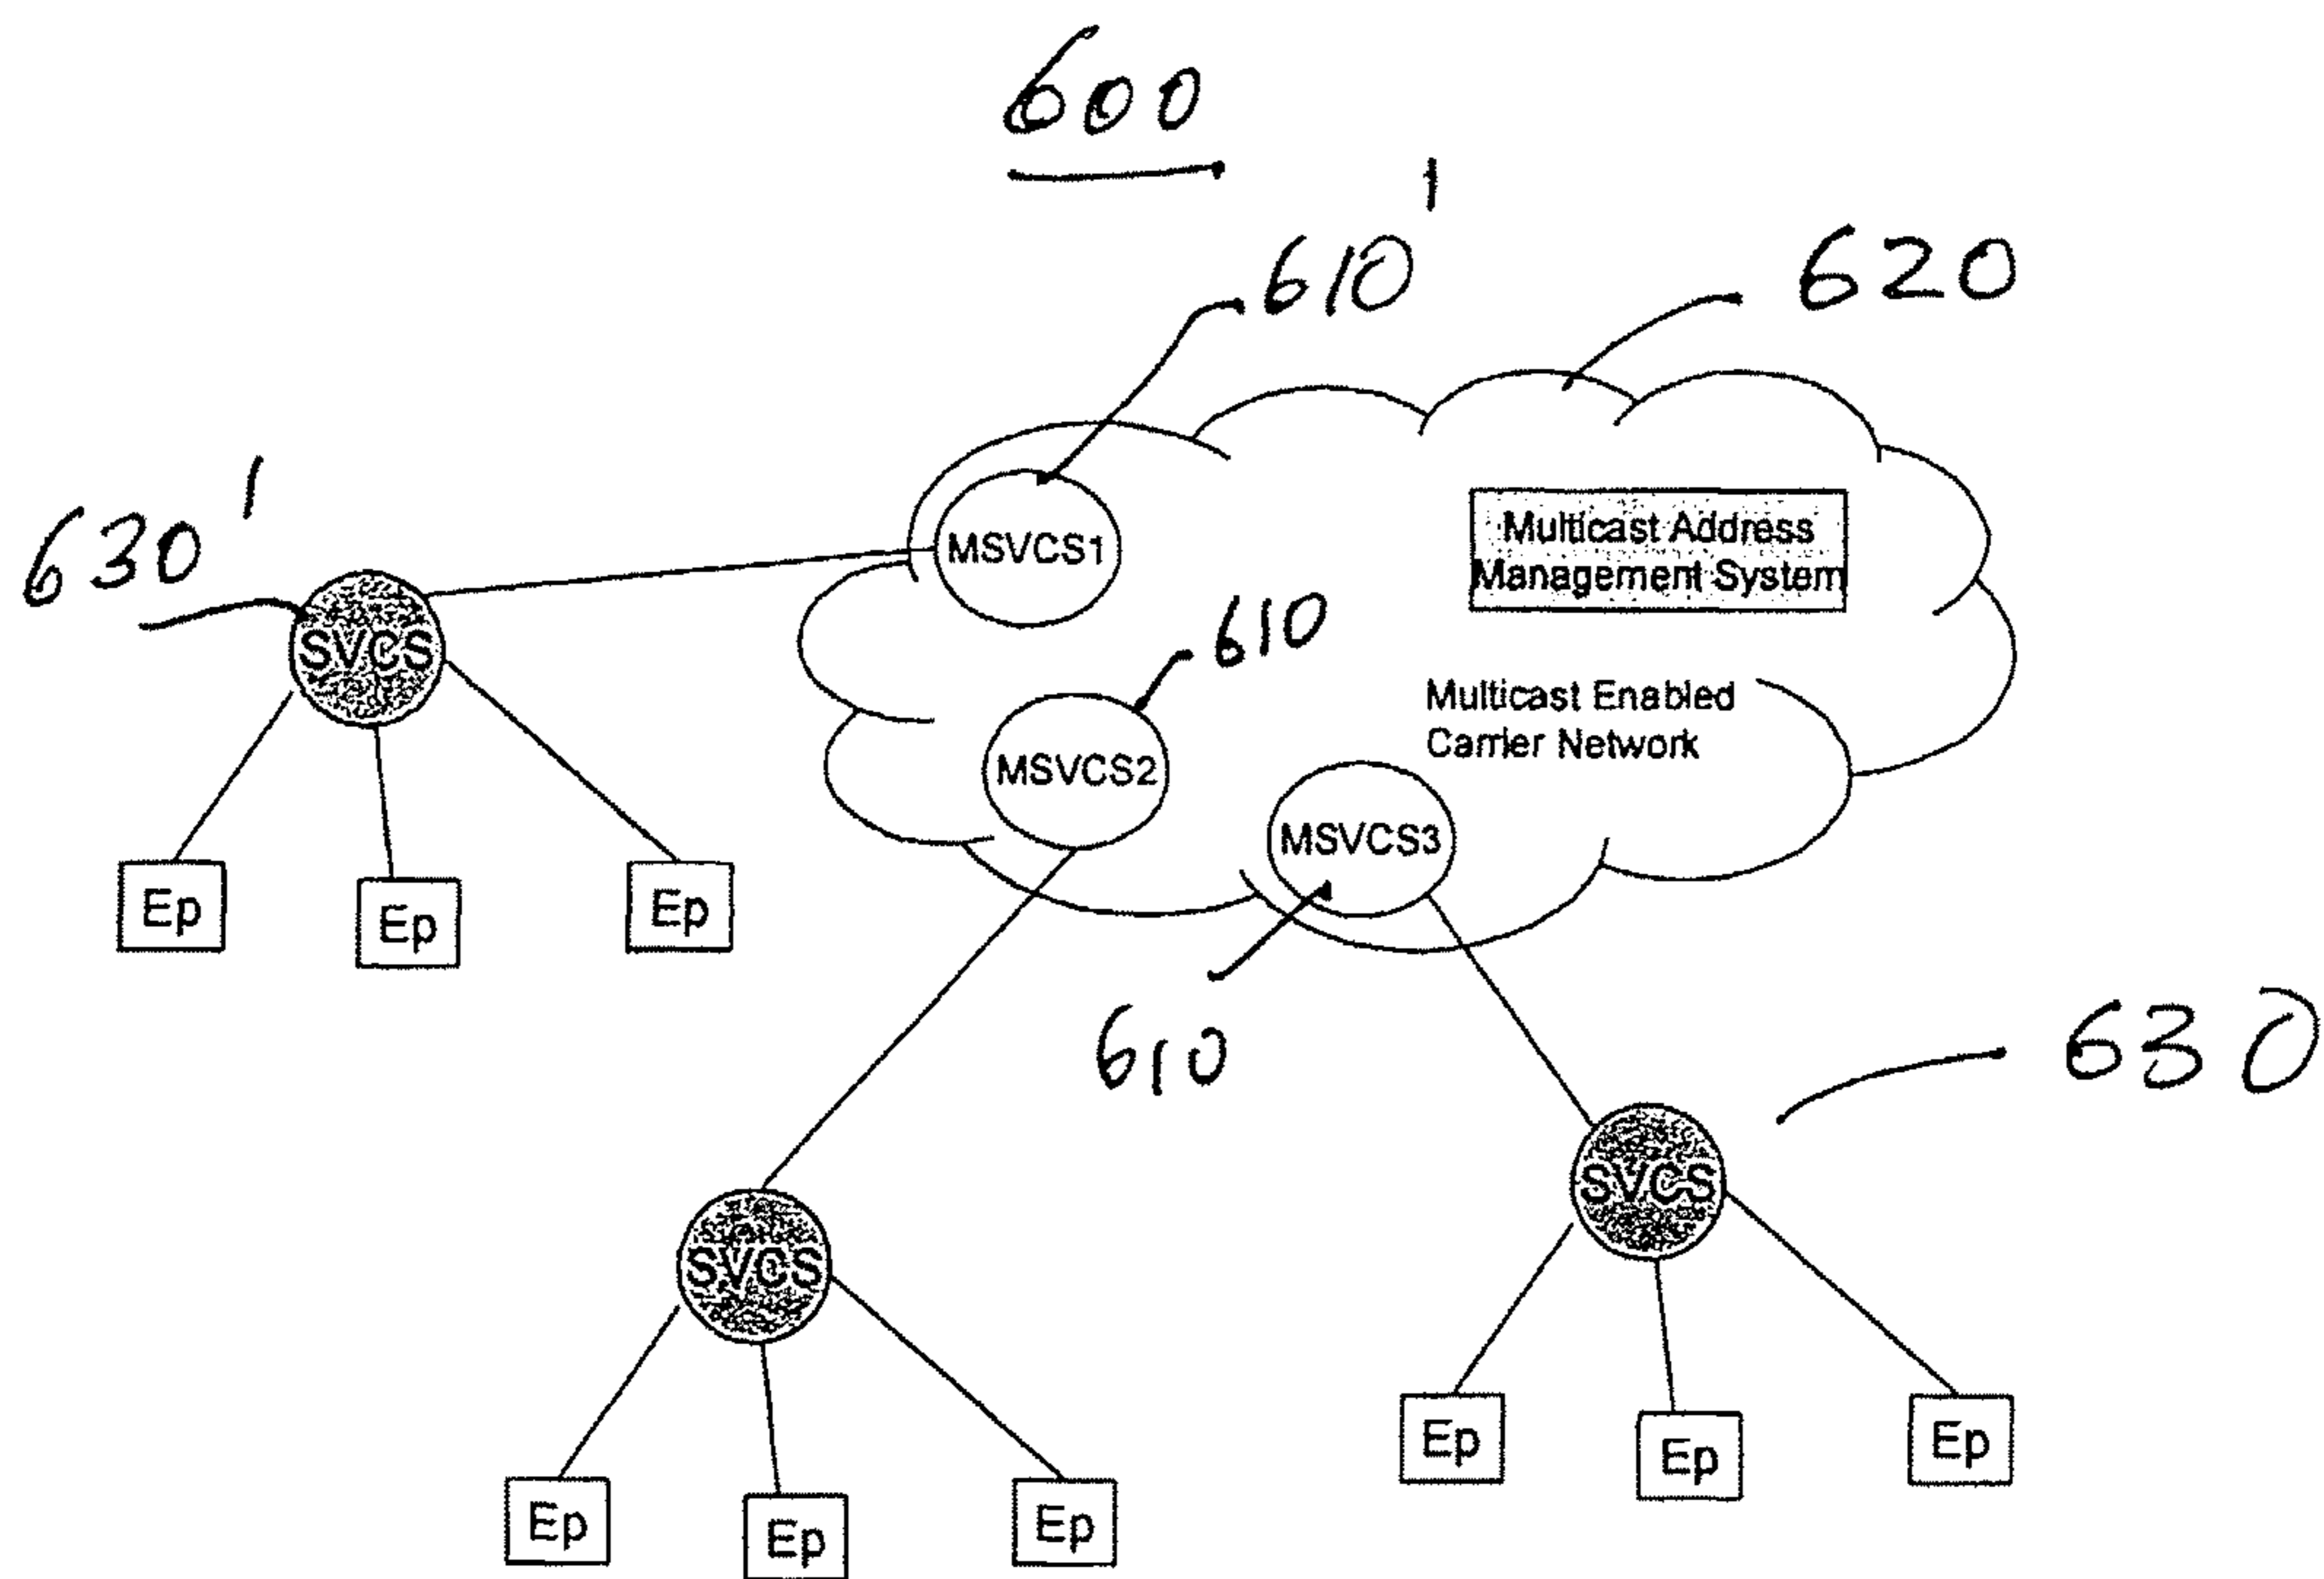 600
610'
620
630'
MSVCS1
Multicast Address
Management System
SVCS
610
Multicast Enabled
Carrier Network
MSVCS2
MSVCS3
Ep
Ep
Ep
610
630
SVCS
SVCS
Ep
Ep
Ep
Ep
Ep
Ep